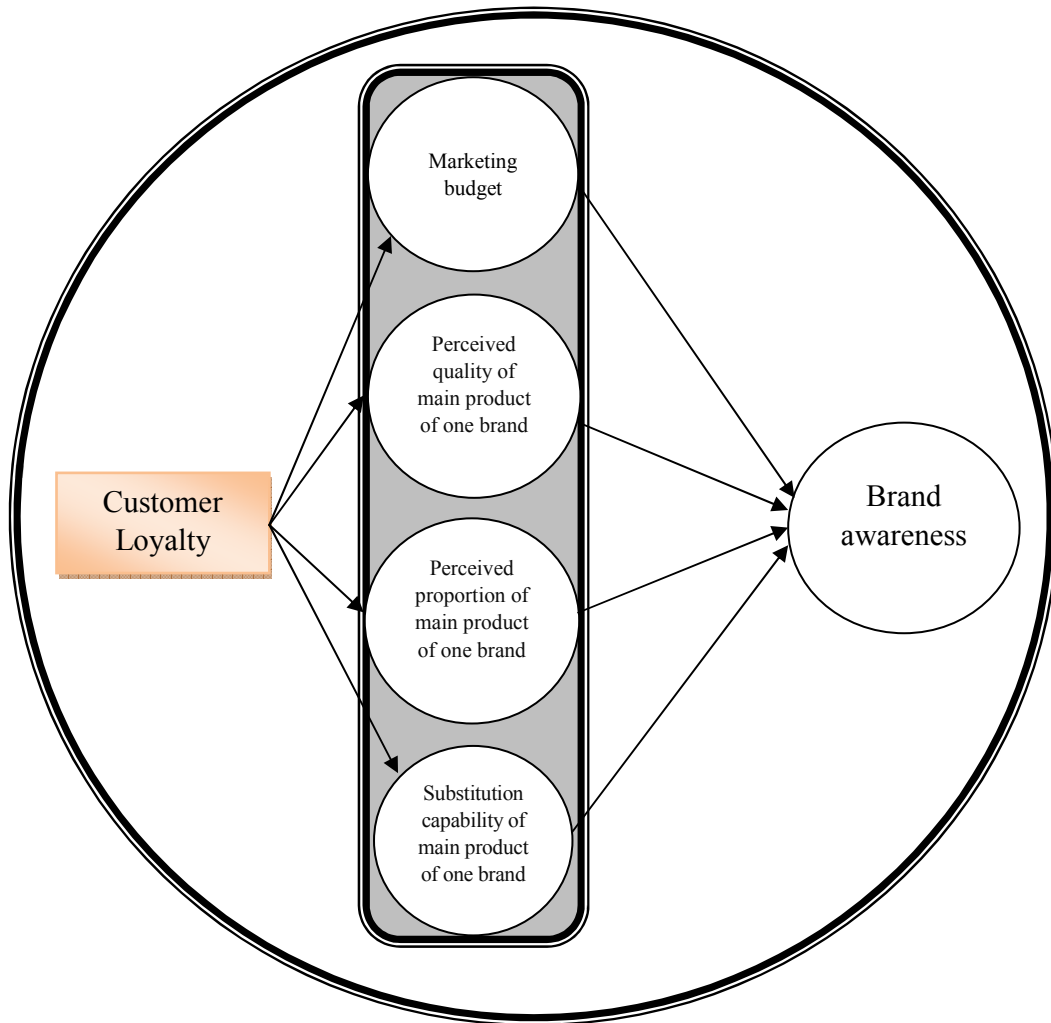 Marketing
budget
Perceived
quality of
main product
of one brand
Customer
Loyalty
Perceived
proportion of
main product
of one brand
Substitution
capability of
main product
of one brand
Brand
awareness